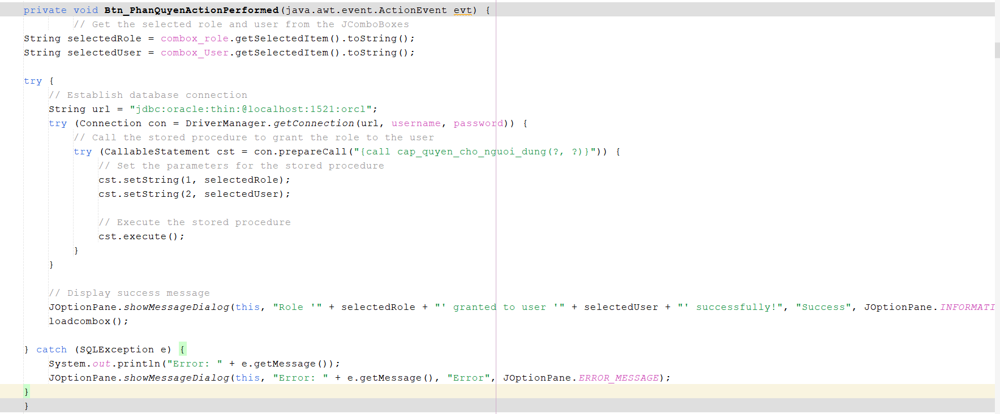 private void Btn_PhanQuyenActionPerformed(java.awt.event.ActionEvent evt) {
        // Get the selected role and user from the JComboBoxes
String selectedRole = combox_role.getSelectedItem().toString();
String selectedUser = combox_User.getSelectedItem().toString();

try {
    // Establish database connection
    String url = "jdbc:oracle:thin:@localhost:1521:orcl";
    try (Connection con = DriverManager.getConnection(url, username, password)) {
        // Call the stored procedure to grant the role to the user
        try (CallableStatement cst = con.prepareCall("{call cap_quyen_cho_nguoi_dung(?, ?)}")) {
            // Set the parameters for the stored procedure
            cst.setString(1, selectedRole);
            cst.setString(2, selectedUser);

            // Execute the stored procedure
            cst.execute();
        }
    }

    // Display success message
    JOptionPane.showMessageDialog(this, "Role '" + selectedRole + "' granted to user '" + selectedUser + "' successfully!", "Success", JOptionPane.INFORMATI
    loadcombox();

} catch (SQLException e) {
    System.out.println("Error: " + e.getMessage());
    JOptionPane.showMessageDialog(this, "Error: " + e.getMessage(), "Error", JOptionPane.ERROR_MESSAGE);
}
}